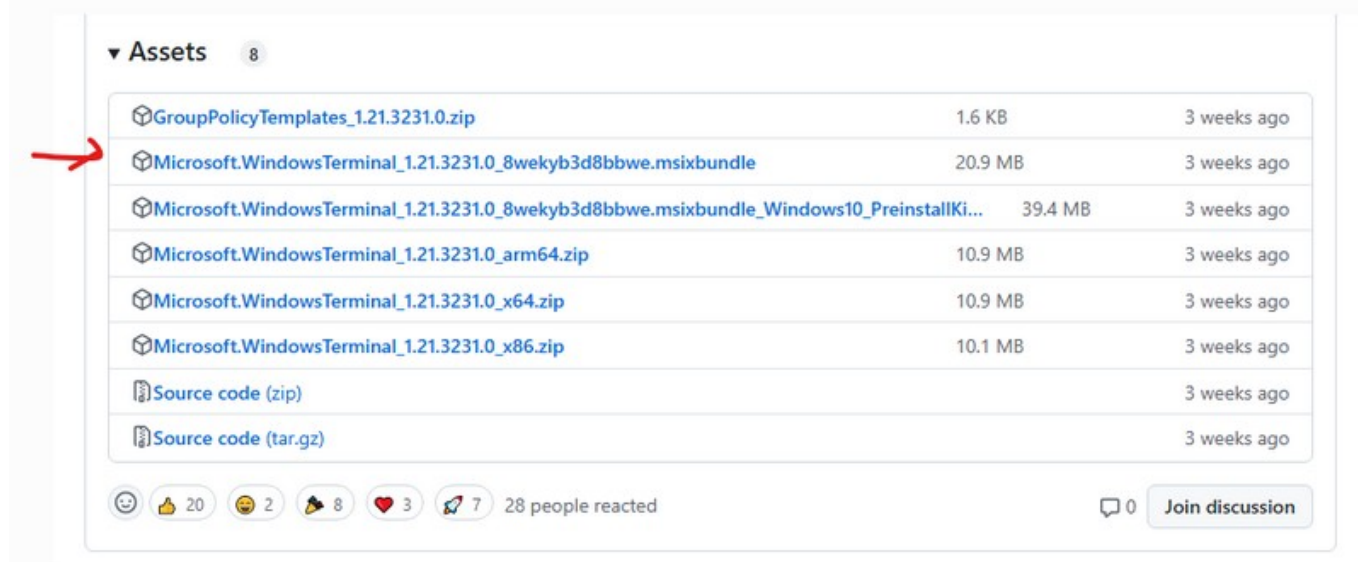 Assets 8
GroupPolicyTemplates_1.21.3231.0.zip 1.6 KB 3 weeks ago
Microsoft.WindowsTerminal_1.21.3231.0_8wekyb3d8bbwe.msixbundle 20.9 MB 3 weeks ago
Microsoft.WindowsTerminal_1.21.3231.0_8wekyb3d8bbwe.msixbundle_Windows10_PreinstallKi... 39.4 MB 3 weeks ago
Microsoft.WindowsTerminal_1.21.3231.0_arm64.zip 10.9 MB 3 weeks ago
Microsoft.WindowsTerminal_1.21.3231.0_x64.zip 10.9 MB 3 weeks ago
Microsoft.WindowsTerminal_1.21.3231.0_x86.zip 10.1 MB 3 weeks ago
Source code (zip) 3 weeks ago
Source code (tar.gz) 3 weeks ago
20 2 8 3 7 28 people reacted 0 Join discussion